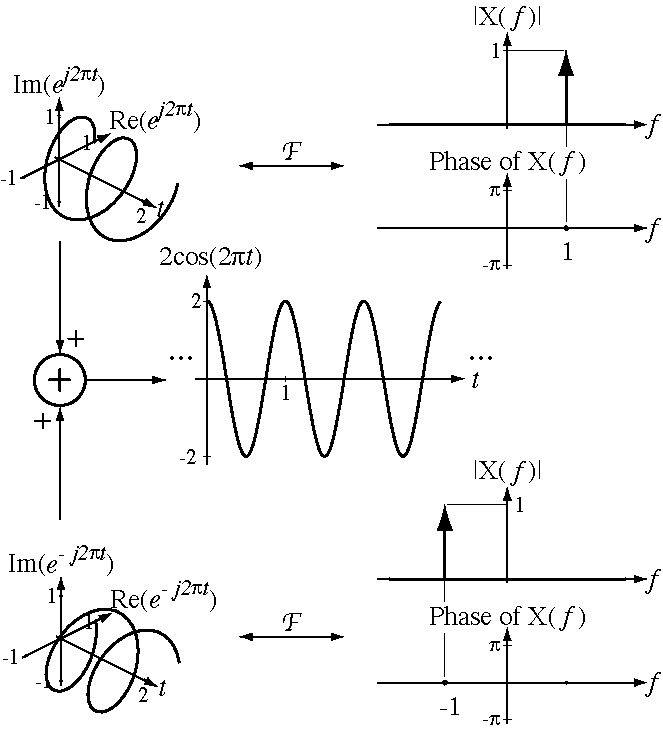 |X(f)|
1
f
Im(e^{j2πt})
1
Re(e^{j2πt})
1
-1
-1
2 t
ℱ
Phase of X(f)
π
f
-π
1
2cos(2πt)
2
+
+
...
...
1
t
+
-2
|X(f)|
1
f
Im(e^{- j2πt})
1
Re(e^{- j2πt})
1
-1
-1
2 t
ℱ
Phase of X(f)
π
f
-1
-π